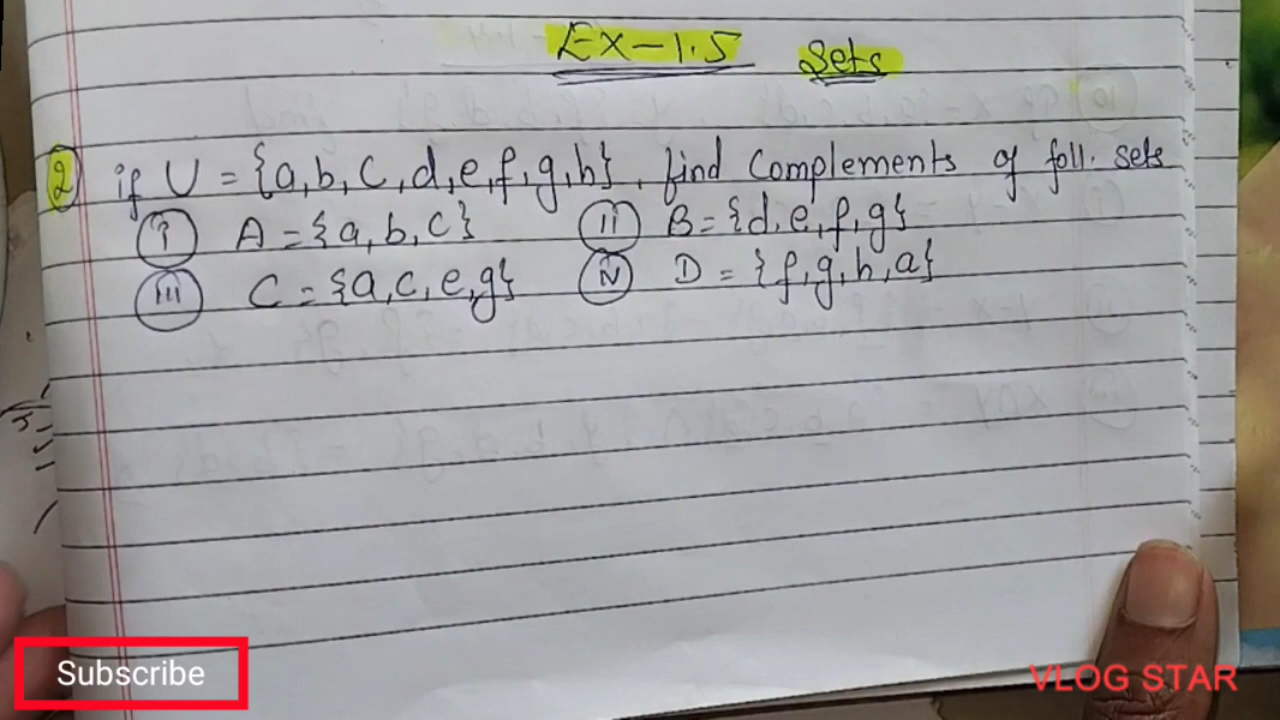 Ex-1.5 Sets
2 if U = {a,b,c,d,e,f,g,h}, find complements of foll. sets
(i) A = {a,b,c} (ii) B = {d,e,f,g}
(iii) C = {a,c,e,g} (iv) D = {f,g,h,a}
Subscribe
VLOG STAR